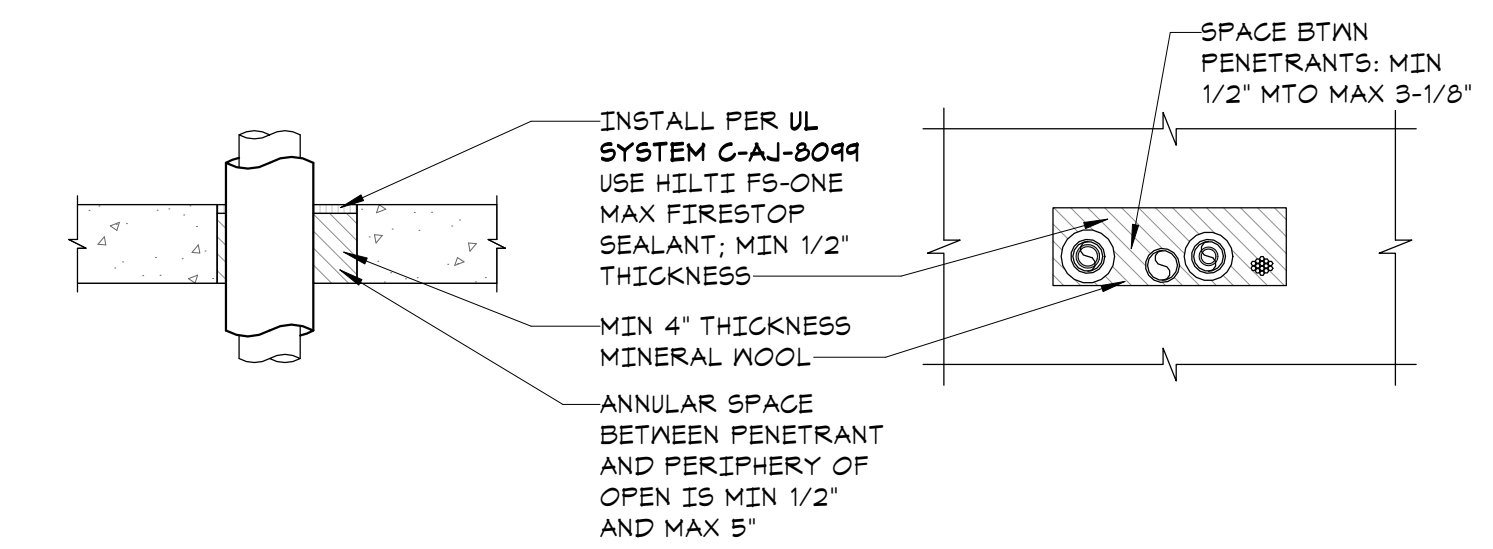 SPACE BTWN
PENETRANTS: MIN
1/2" MTO MAX 3-1/8"
INSTALL PER UL
SYSTEM C-AJ-8099
USE HILTI FS-ONE
MAX FIRESTOP
SEALANT; MIN 1/2"
THICKNESS
MIN 4" THICKNESS
MINERAL WOOL
ANNULAR SPACE
BETWEEN PENETRANT
AND PERIPHERY OF
OPEN IS MIN 1/2"
AND MAX 5"